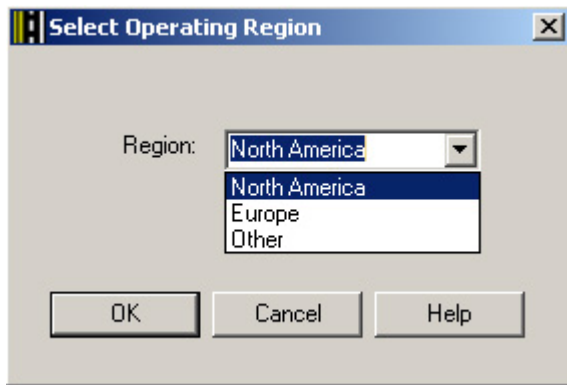 Select Operating Region
Region: North America
North America
Europe
Other
OK Cancel Help